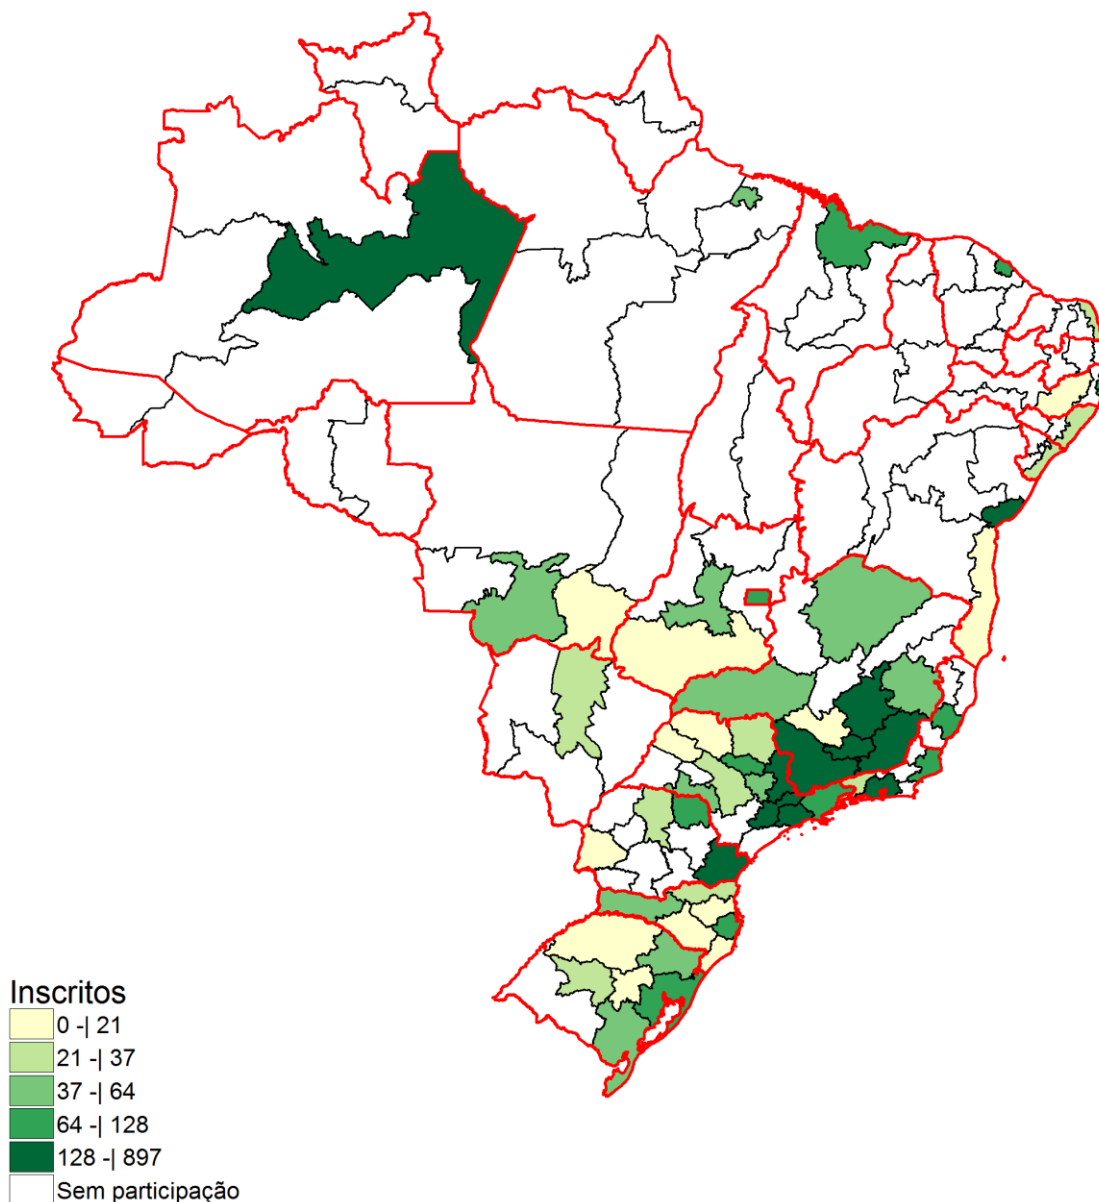 Inscritos
0 -| 21
21 -| 37
37 -| 64
64 -| 128
128 -| 897
Sem participação